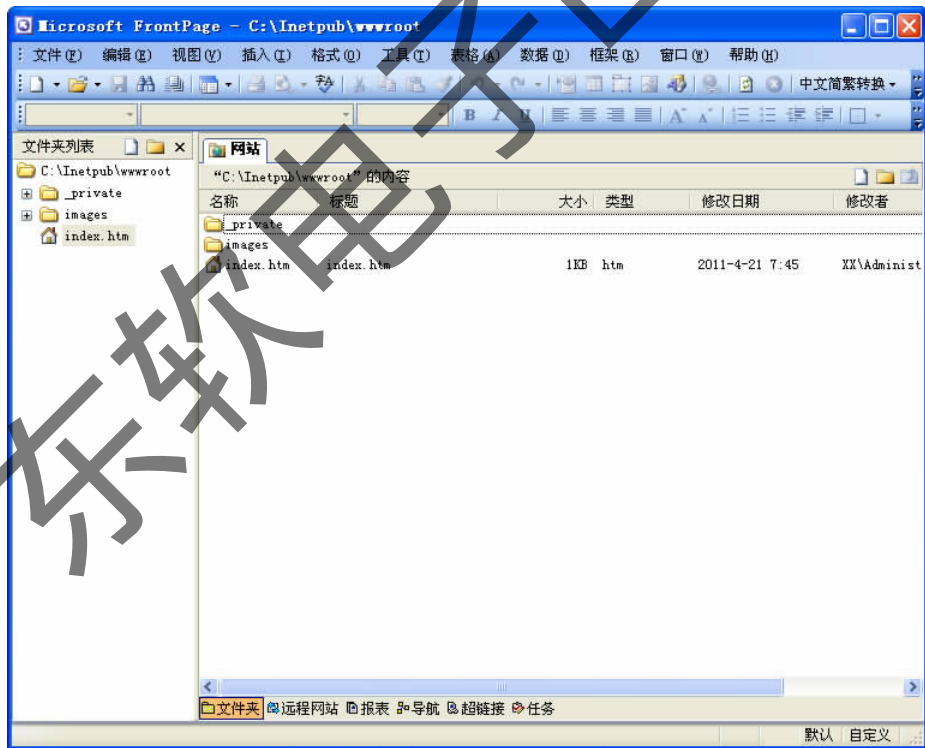 Microsoft FrontPage - C:\Inetpub\wwwroot
文件(F) 编辑(E) 视图(V) 插入(I) 格式(O) 工具(T) 表格(A) 数据(D) 框架(R) 窗口(W) 帮助(H)
中文简繁转换
B I U
文件夹列表
网站
C:\Inetpub\wwwroot
“C:\Inetpub\wwwroot”的内容
_private
images
index.htm
名称 标题 大小 类型 修改日期 修改者
_private
images
index.htm index.htm 1KB htm 2011-4-21 7:45 XX\Administ
文件夹 远程网站 报表 导航 超链接 任务
默认 自定义
东软电子